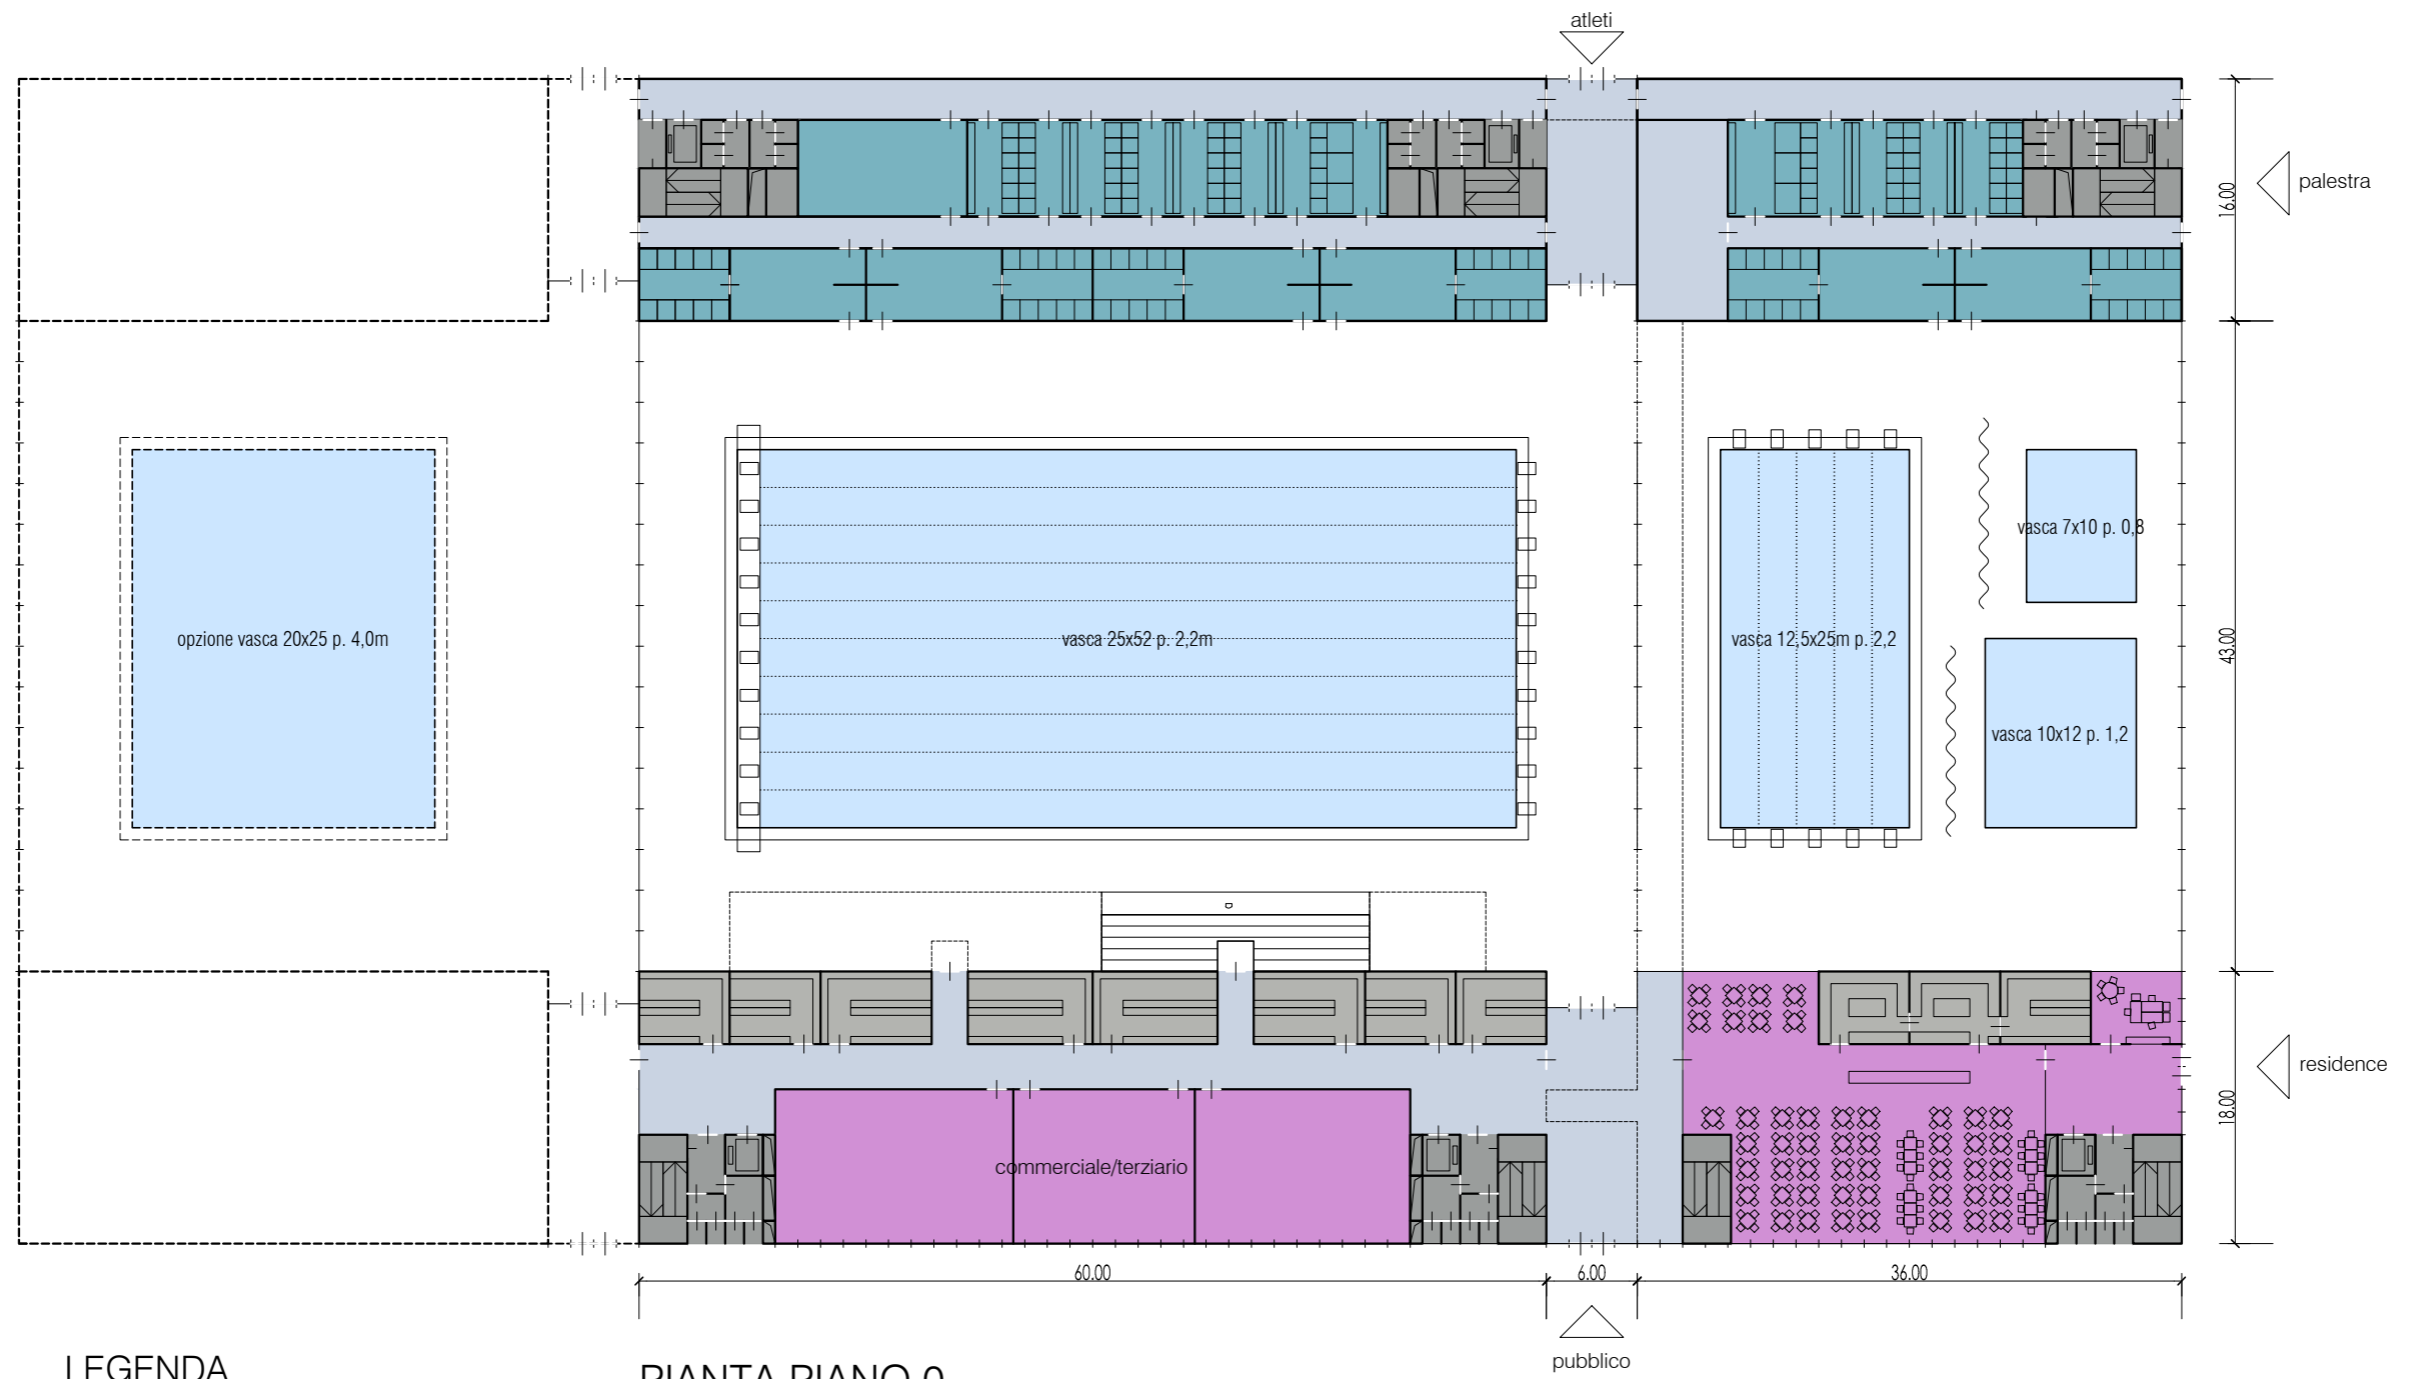 atleti
palestra
16.00
vasca 7x10 p. 0,8
opzione vasca 20x25 p. 4,0m
vasca 25x52 p. 2,2m
vasca 12,5x25m p. 2,2
43.00
vasca 10x12 p. 1,2
residence
18.00
commerciale/terziario
60.00
6.00
36.00
pubblico
LEGENDA
PIANTA PIANO 0